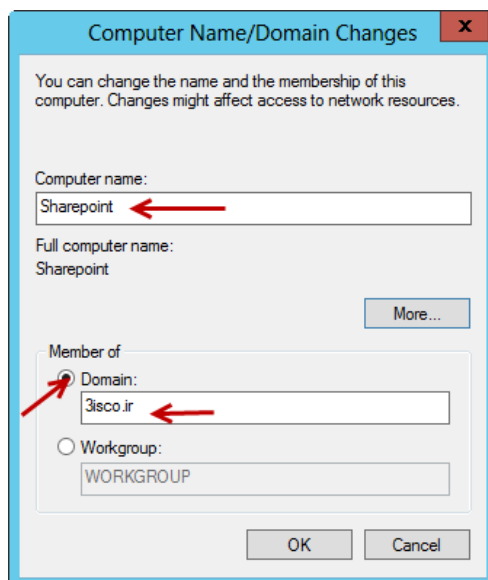 Computer Name/Domain Changes
x
You can change the name and the membership of this
computer. Changes might affect access to network resources.
Computer name:
Sharepoint
Full computer name:
Sharepoint
More...
Member of
Domain:
3isco.ir
Workgroup:
WORKGROUP
OK
Cancel